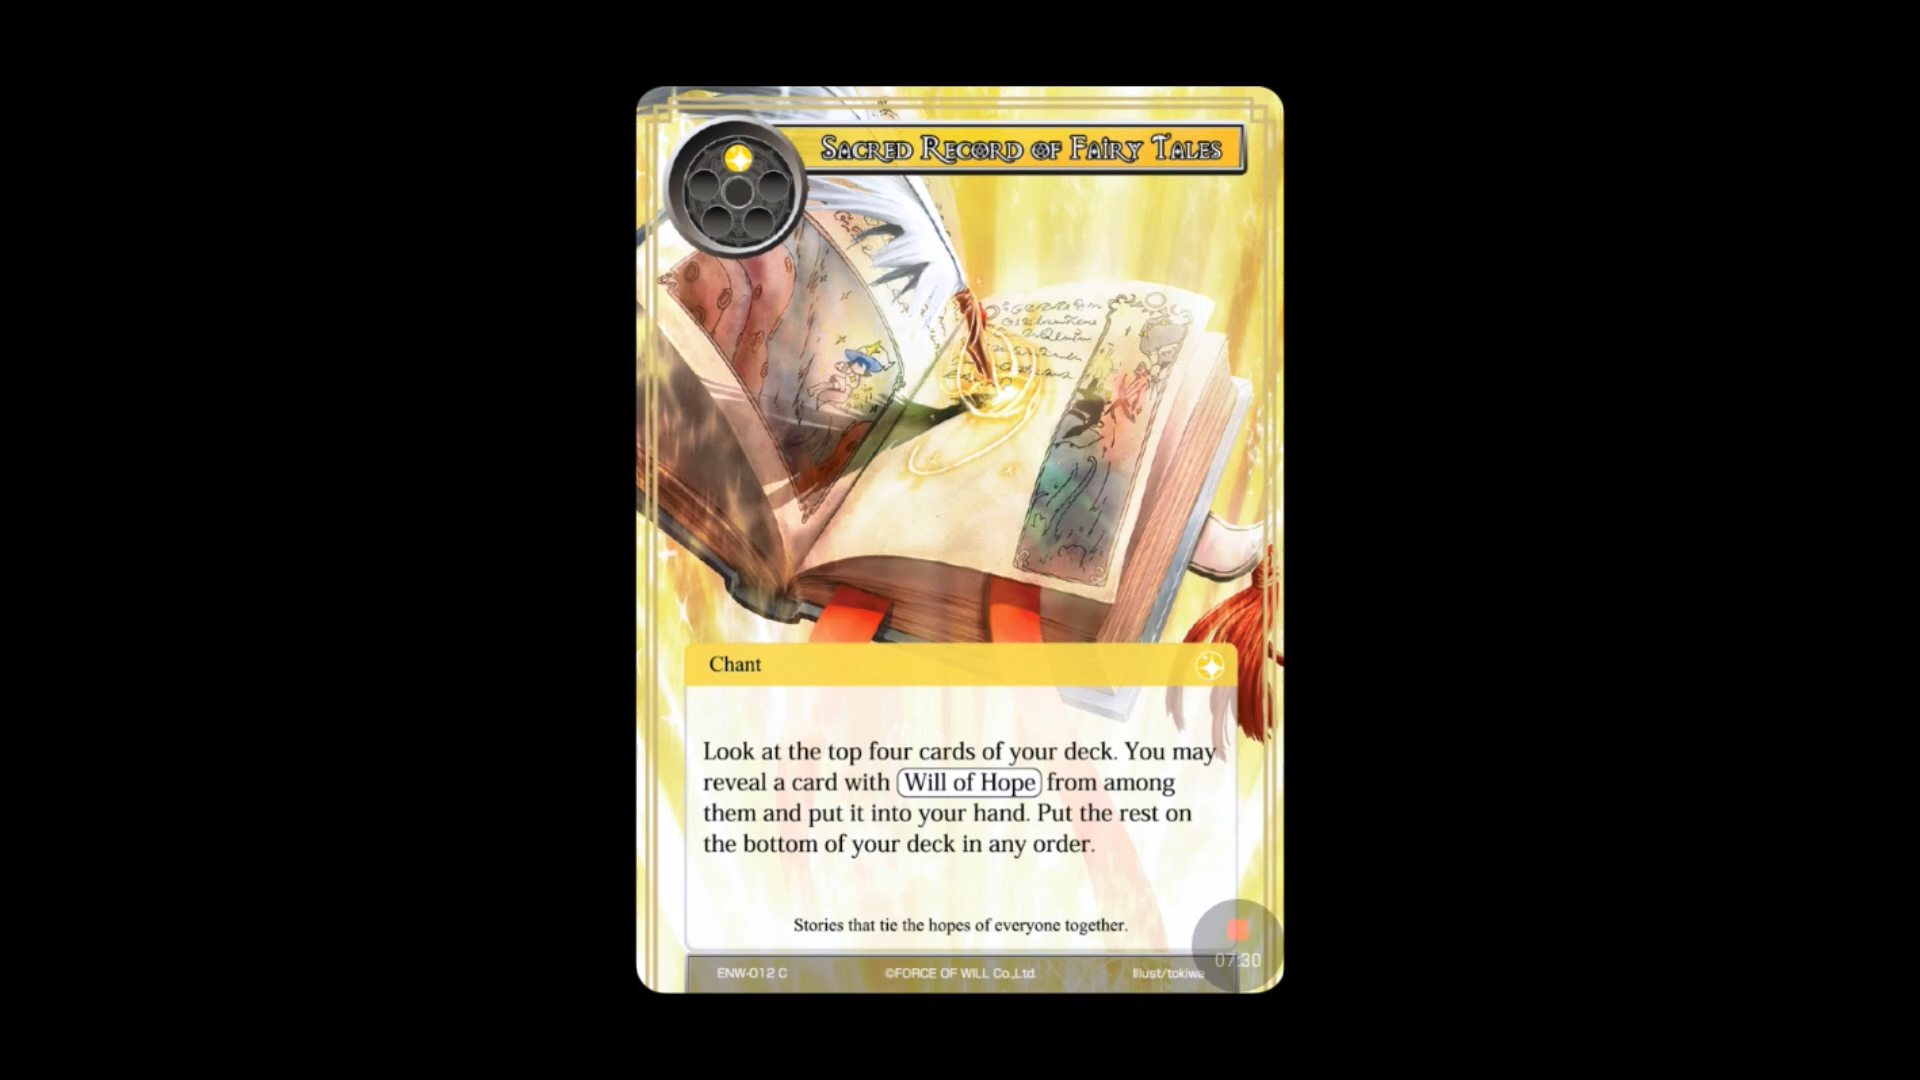 Sacred Record of Fairy Tales
Chant
Look at the top four cards of your deck. You may
reveal a card with Will of Hope from among
them and put it into your hand. Put the rest on
the bottom of your deck in any order.
Stories that tie the hopes of everyone together.
ENW-012 C ©FORCE OF WILL Co.,Ltd. Illust/tokiwa
07:30